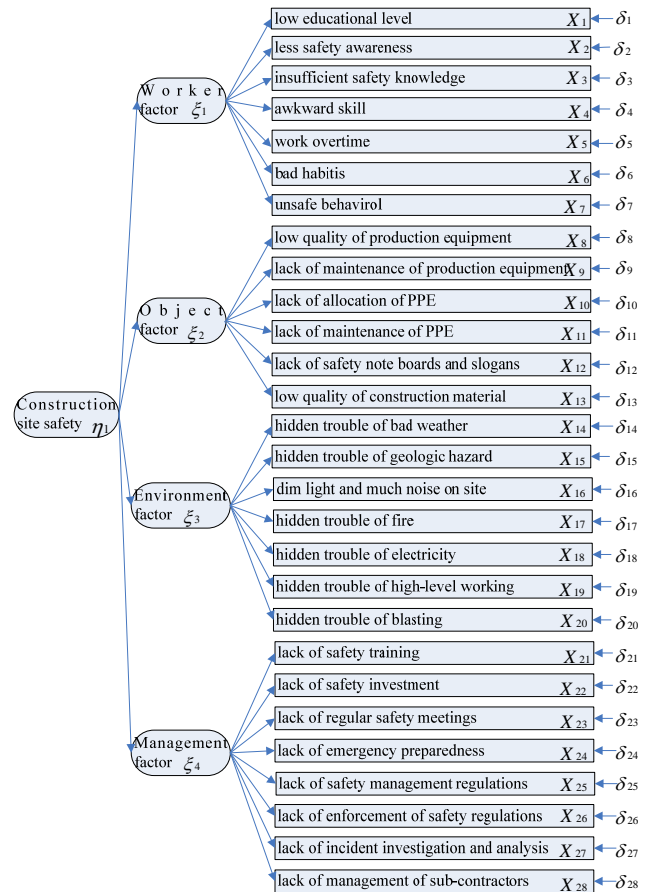 low educational level X1 δ1
less safety awareness X2 δ2
insufficient safety knowledge X3 δ3
Worker
factor ξ1
awkward skill X4 δ4
work overtime X5 δ5
bad habitis X6 δ6
unsafe behavirol X7 δ7
low quality of production equipment X8 δ8
lack of maintenance of production equipment X9 δ9
lack of allocation of PPE X10 δ10
Object
factor ξ2
lack of maintenance of PPE X11 δ11
lack of safety note boards and slogans X12 δ12
low quality of construction material X13 δ13
Construction
site safety η1
hidden trouble of bad weather X14 δ14
hidden trouble of geologic hazard X15 δ15
dim light and much noise on site X16 δ16
Environment
factor ξ3
hidden trouble of fire X17 δ17
hidden trouble of electricity X18 δ18
hidden trouble of high-level working X19 δ19
hidden trouble of blasting X20 δ20
lack of safety training X21 δ21
lack of safety investment X22 δ22
lack of regular safety meetings X23 δ23
Management
factor ξ4
lack of emergency preparedness X24 δ24
lack of safety management regulations X25 δ25
lack of enforcement of safety regulations X26 δ26
lack of incident investigation and analysis X27 δ27
lack of management of sub-contractors X28 δ28